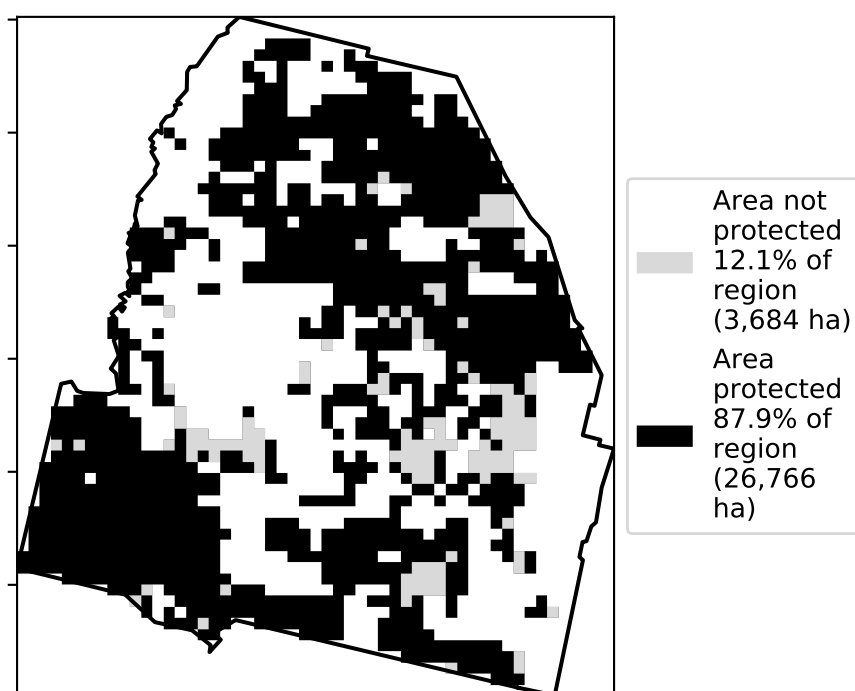 Area not
protected
12.1% of
region
(3,684 ha)
Area
protected
87.9% of
region
(26,766
ha)